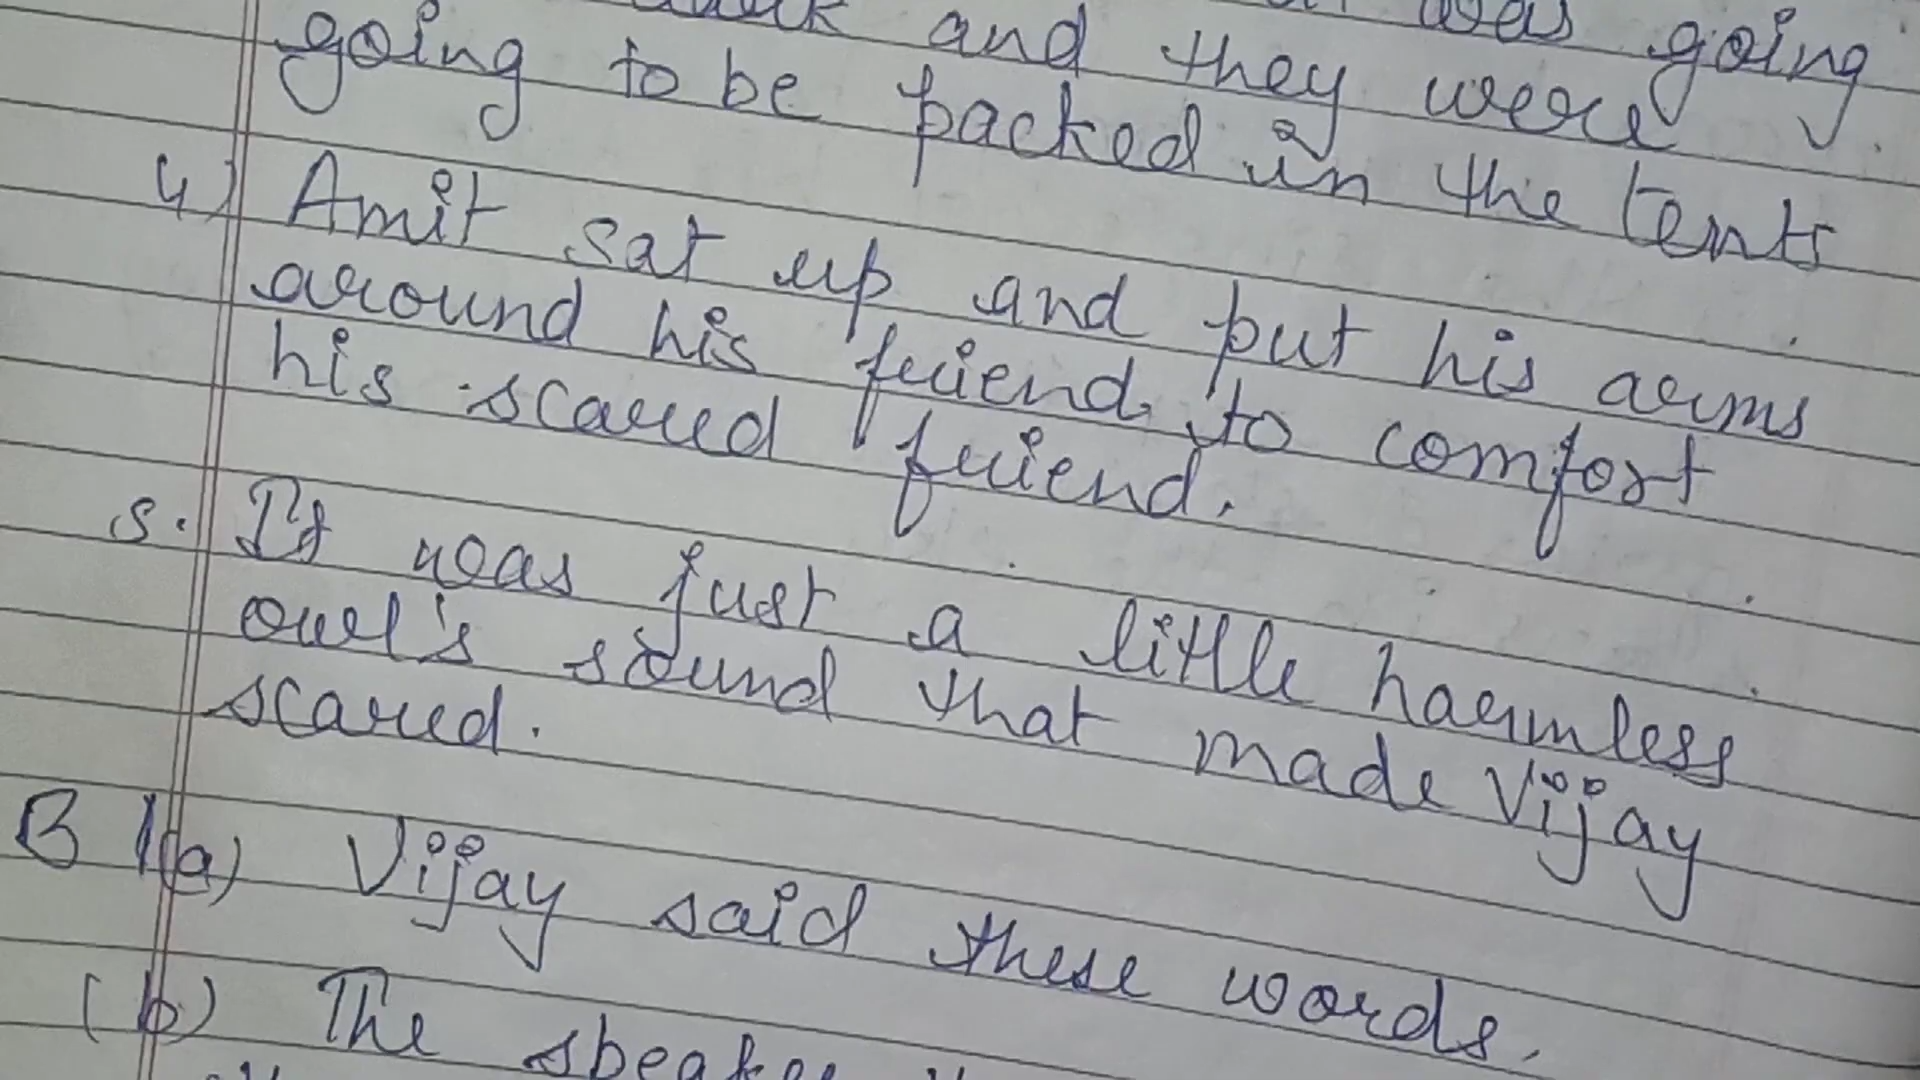 and they were going
going to be packed in the tents
4) Amit sat up and put his arms
around his friend, to comfort
his scared friend.
5. It was just a little harmless
owl's sound that made Vijay
scared.
B 1(a) Vijay said these words.
(b) The